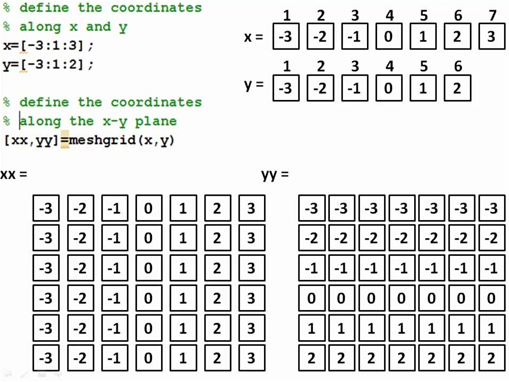 % define the coordinates
% along x and y
x=[-3:1:3];
y=[-3:1:2];
% define the coordinates
% along the x-y plane
[xx,yy]=meshgrid(x,y)
1 2 3 4 5 6 7
x = -3 -2 -1 0 1 2 3
1 2 3 4 5 6
y = -3 -2 -1 0 1 2
xx =
-3 -2 -1 0 1 2 3
-3 -2 -1 0 1 2 3
-3 -2 -1 0 1 2 3
-3 -2 -1 0 1 2 3
-3 -2 -1 0 1 2 3
-3 -2 -1 0 1 2 3
yy =
-3 -3 -3 -3 -3 -3 -3
-2 -2 -2 -2 -2 -2 -2
-1 -1 -1 -1 -1 -1 -1
0 0 0 0 0 0 0
1 1 1 1 1 1 1
2 2 2 2 2 2 2